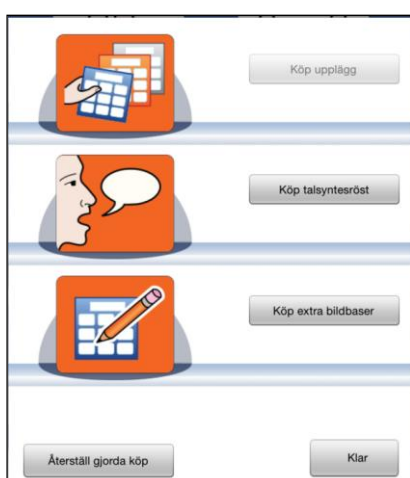 Köp upplägg
Köp talsyntesröst
Köp extra bildbaser
Återställ gjorda köp
Klar